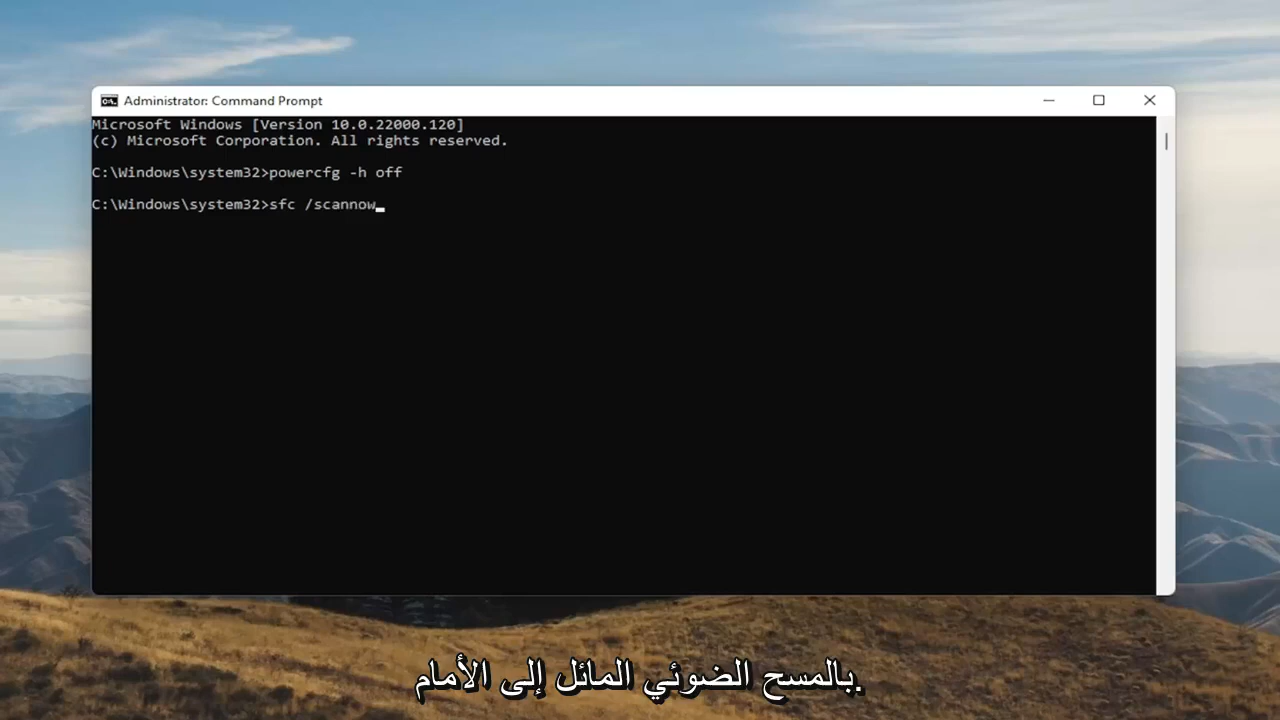 Administrator: Command Prompt
Microsoft Windows [Version 10.0.22000.120]
(c) Microsoft Corporation. All rights reserved.
C:\Windows\system32>powercfg -h off
C:\Windows\system32>sfc /scannow
بالمسح الضوئي المائل إلى الأمام.